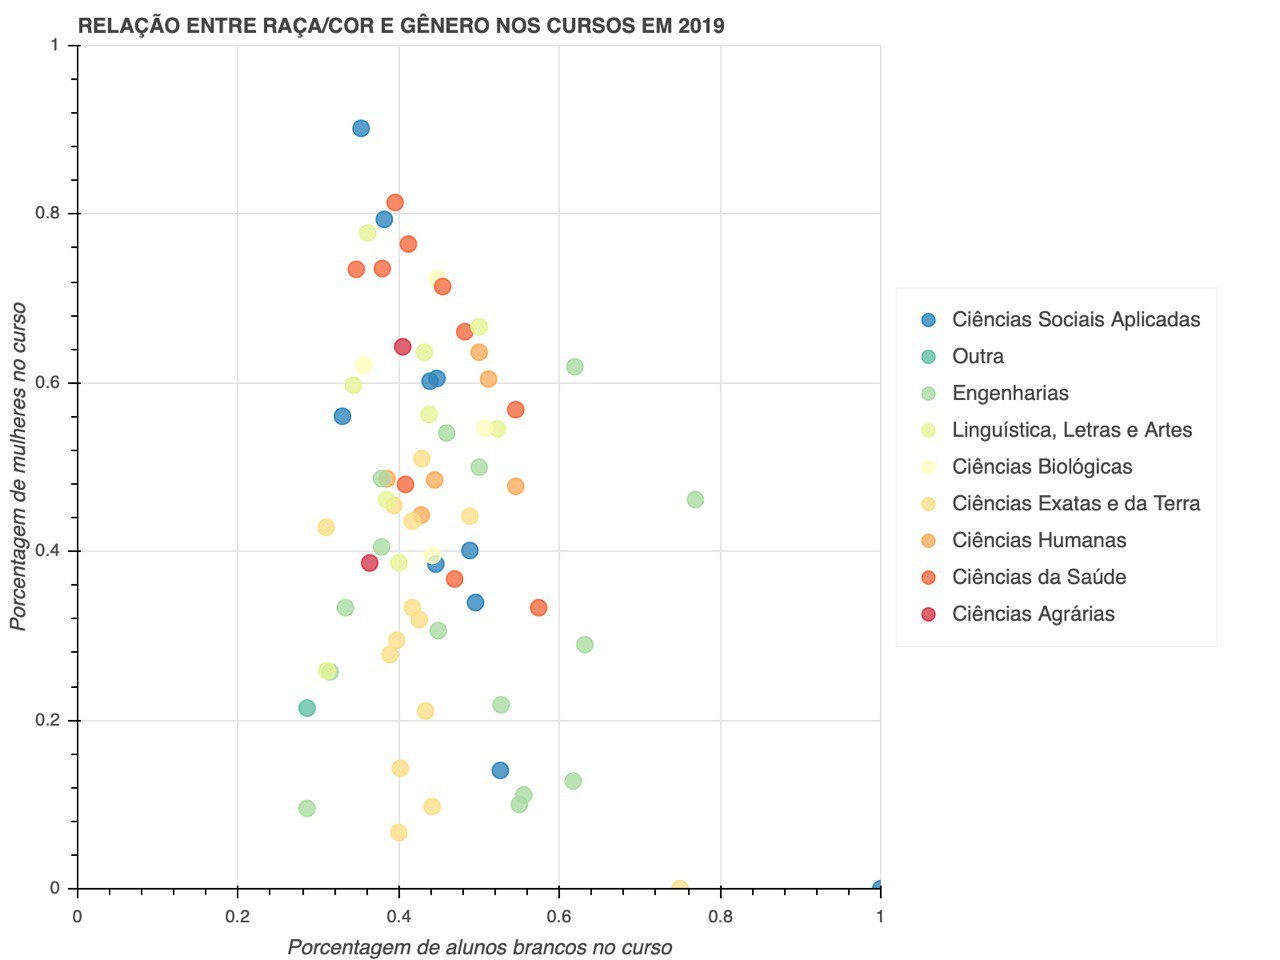 RELAÇÃO ENTRE RAÇA/COR E GÊNERO NOS CURSOS EM 2019
1
0.8
0.6
0.4
0.2
0
Porcentagem de mulheres no curso
0
0.2
0.4
0.6
0.8
1
Porcentagem de alunos brancos no curso
Ciências Sociais Aplicadas
Outra
Engenharias
Linguística, Letras e Artes
Ciências Biológicas
Ciências Exatas e da Terra
Ciências Humanas
Ciências da Saúde
Ciências Agrárias